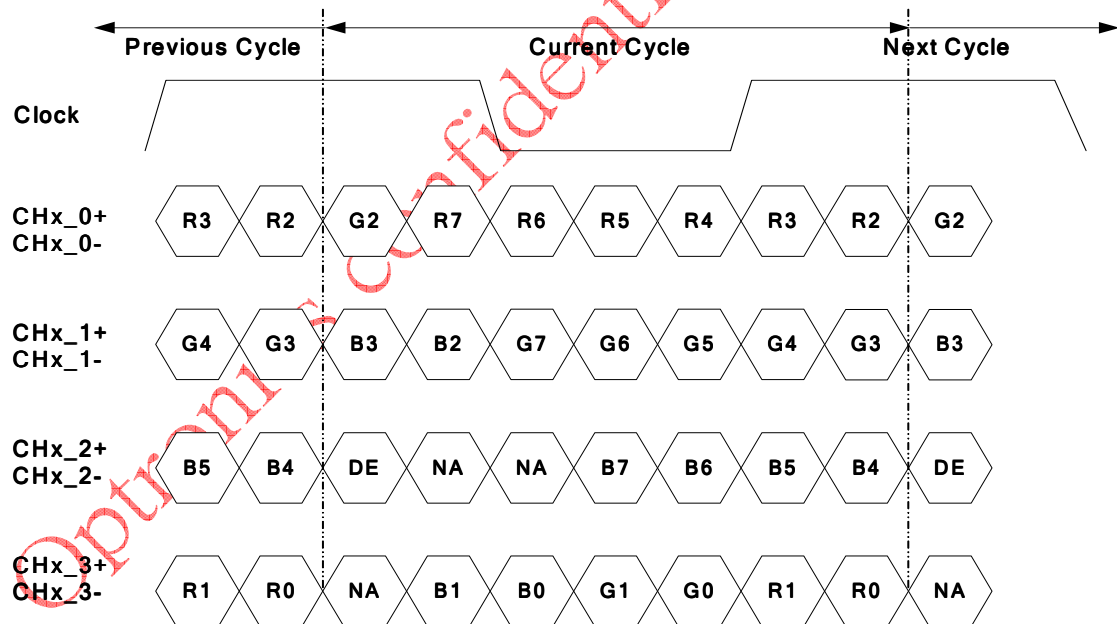 Previous Cycle Current Cycle Next Cycle
Clock
CHx_0+
CHx_0-
R3 R2 G2 R7 R6 R5 R4 R3 R2 G2
CHx_1+
CHx_1-
G4 G3 B3 B2 G7 G6 G5 G4 G3 B3
CHx_2+
CHx_2-
B5 B4 DE NA NA B7 B6 B5 B4 DE
CHx_3+
CHx_3-
R1 R0 NA B1 B0 G1 G0 R1 R0 NA